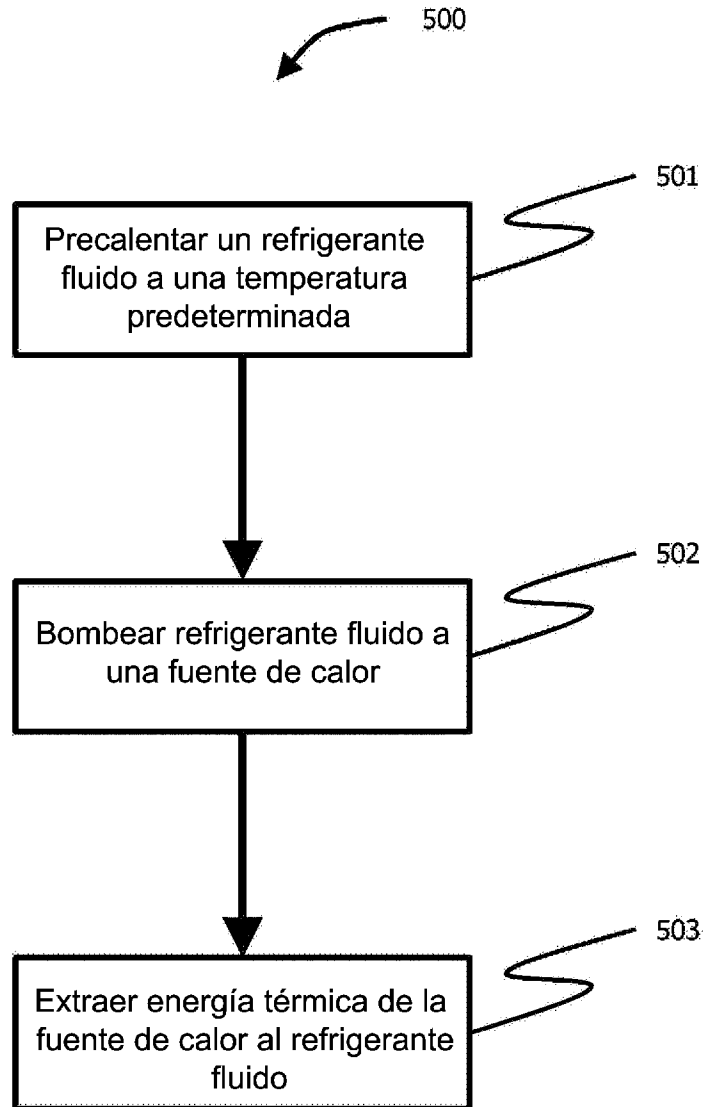 500
501
Precalentar un refrigerante
fluido a una temperatura
predeterminada
502
Bombear refrigerante fluido a
una fuente de calor
503
Extraer energía térmica de la
fuente de calor al refrigerante
fluido